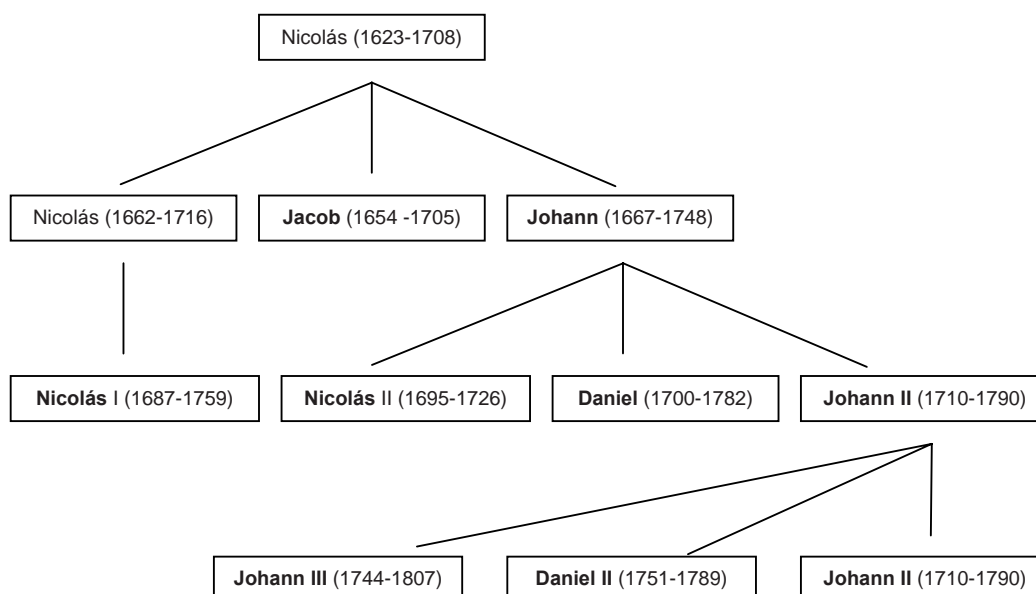 Nicolás (1623-1708)
Nicolás (1662-1716)
Jacob (1654 -1705)
Johann (1667-1748)
Nicolás I (1687-1759)
Nicolás II (1695-1726)
Daniel (1700-1782)
Johann II (1710-1790)
Johann III (1744-1807)
Daniel II (1751-1789)
Johann II (1710-1790)